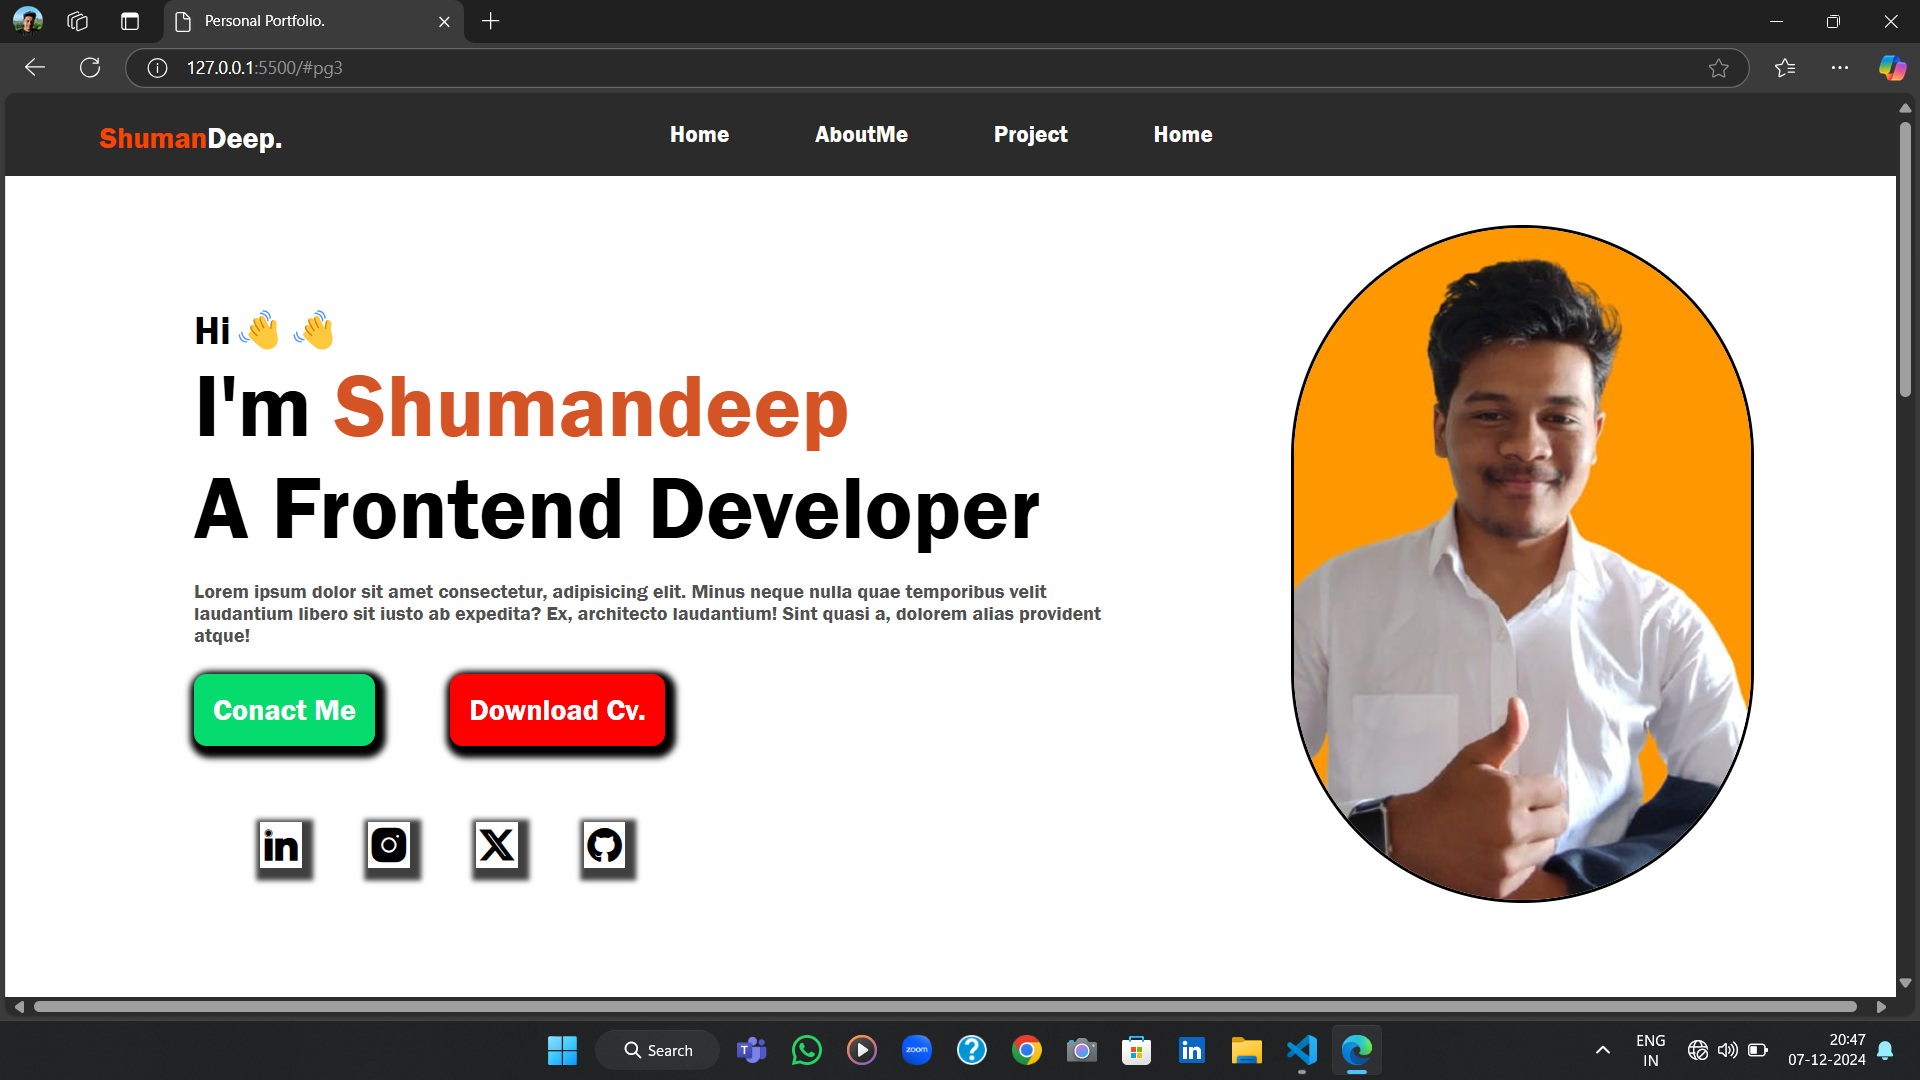 Personal Portfolio.
127.0.0.1:5500/#pg3
ShumanDeep.
Home
AboutMe
Project
Home
Hi 👋 👋
I'm Shumandeep
A Frontend Developer
Lorem ipsum dolor sit amet consectetur, adipisicing elit. Minus neque nulla quae temporibus velit
laudantium libero sit iusto ab expedita? Ex, architecto laudantium! Sint quasi a, dolorem alias provident
atque!
Conact Me
Download Cv.
in
X
Search
T
zoom
?
in
ENG
IN
20:47
07-12-2024